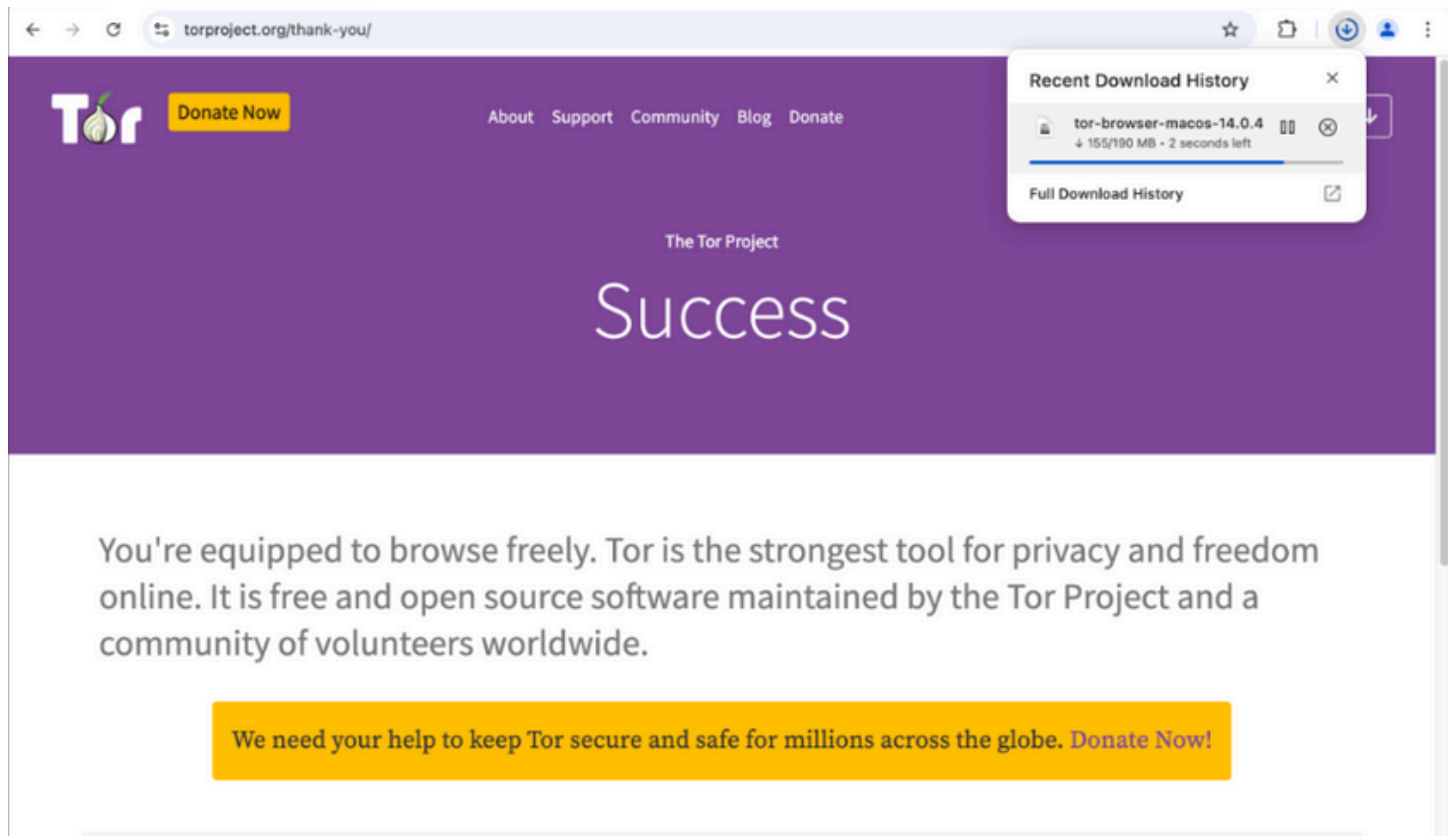 torproject.org/thank-you/
Tor
Donate Now
About Support Community Blog Donate
Recent Download History
tor-browser-macos-14.0.4
↓ 155/190 MB • 2 seconds left
Full Download History
The Tor Project
Success
You're equipped to browse freely. Tor is the strongest tool for privacy and freedom
online. It is free and open source software maintained by the Tor Project and a
community of volunteers worldwide.
We need your help to keep Tor secure and safe for millions across the globe. Donate Now!